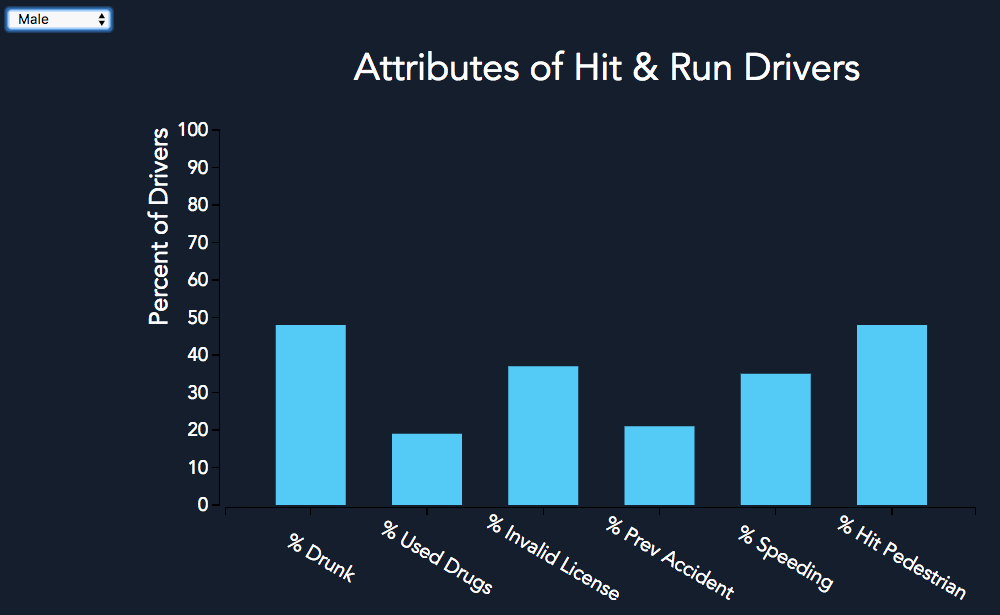 Male
Attributes of Hit & Run Drivers
Percent of Drivers
100
90
80
70
60
50
40
30
20
10
0
% Drunk
% Used Drugs
% Invalid License
% Prev Accident
% Speeding
% Hit Pedestrian